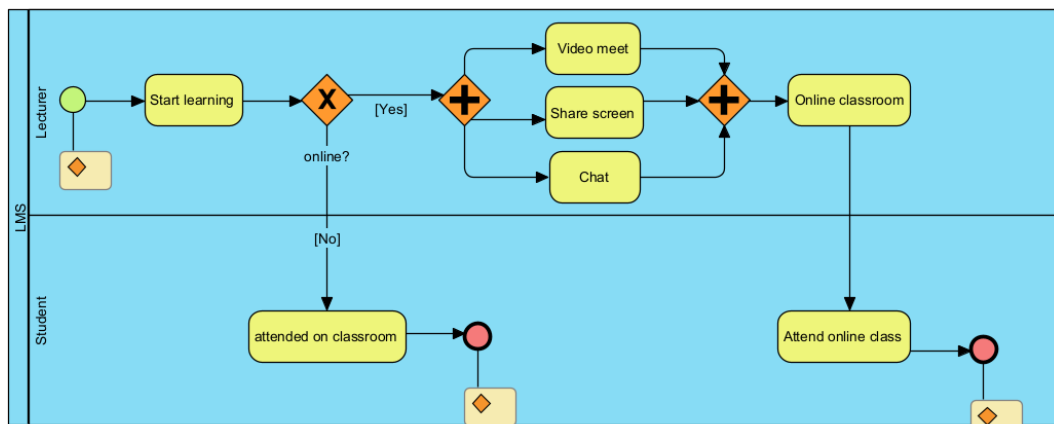 LMS
Lecturer
Start learning
online?
[Yes]
Video meet
Share screen
Chat
Online classroom
[No]
Student
attended on classroom
Attend online class